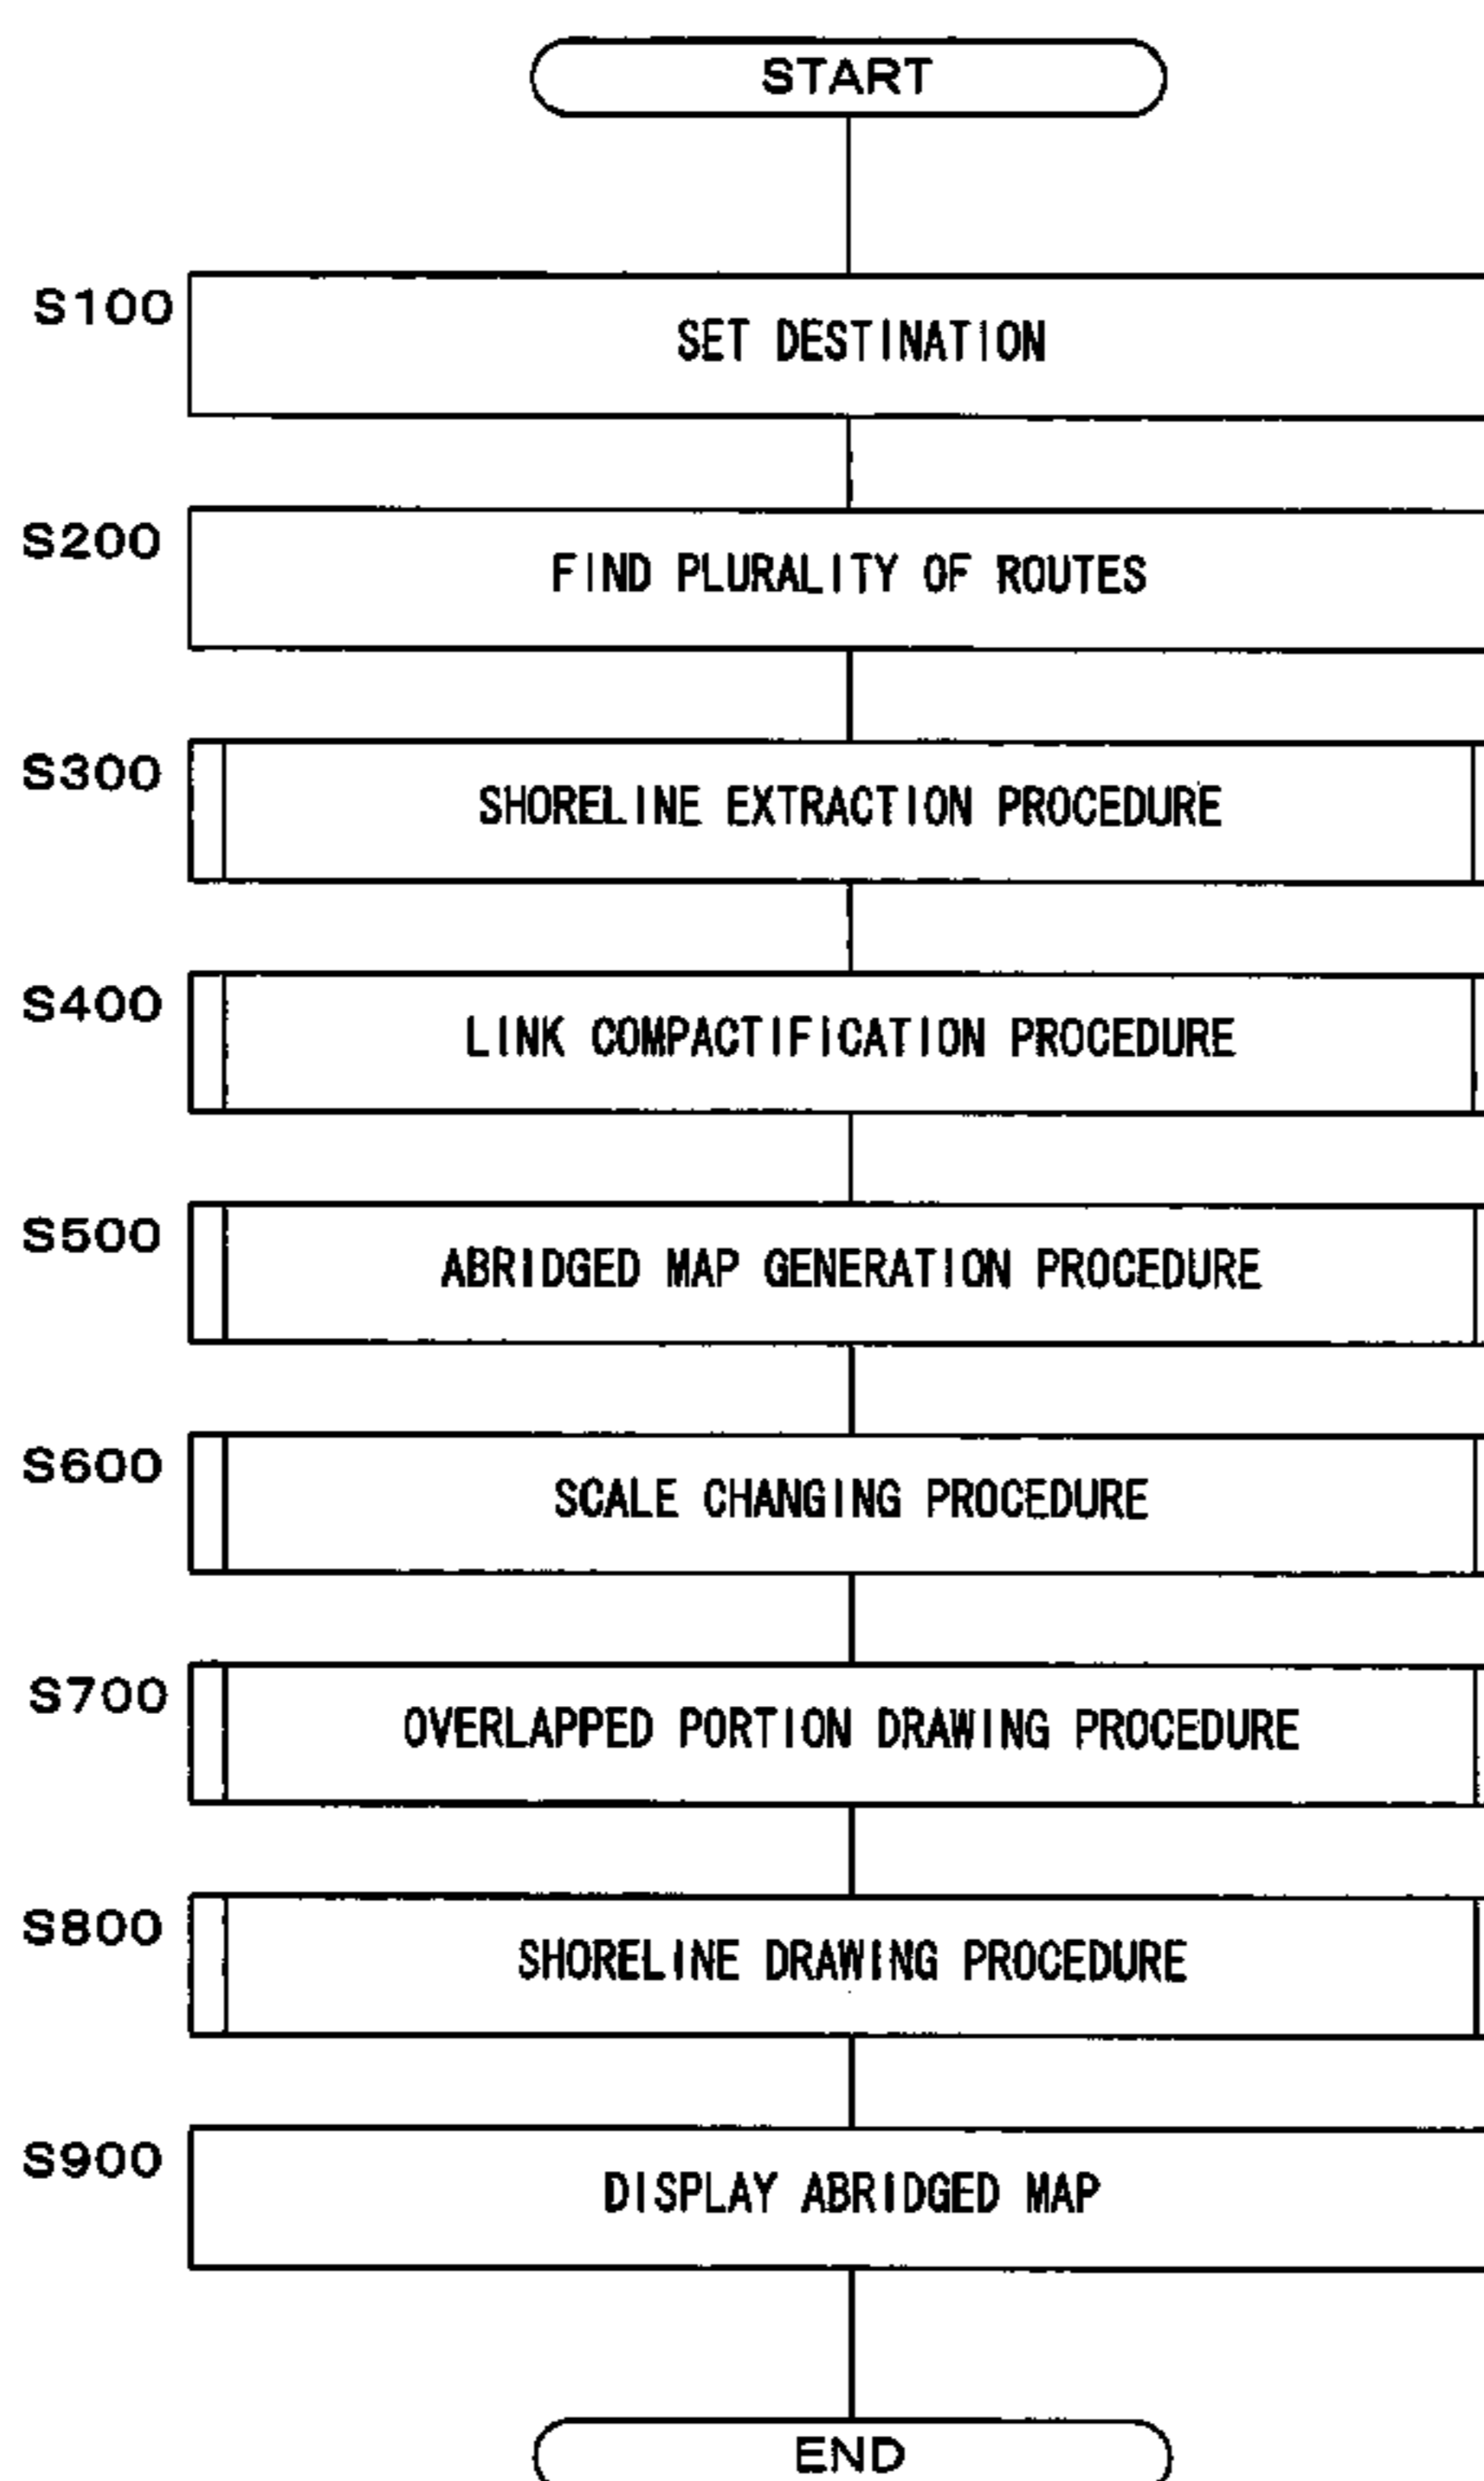 START
S100
SET DESTINATION
S200
FIND PLURALITY OF ROUTES
S300
SHORELINE EXTRACTION PROCEDURE
S400
LINK COMPACTIFICATION PROCEDURE
S500
ABRIDGED MAP GENERATION PROCEDURE
S600
SCALE CHANGING PROCEDURE
S700
OVERLAPPED PORTION DRAWING PROCEDURE
S800
SHORELINE DRAWING PROCEDURE
S900
DISPLAY ABRIDGED MAP
END